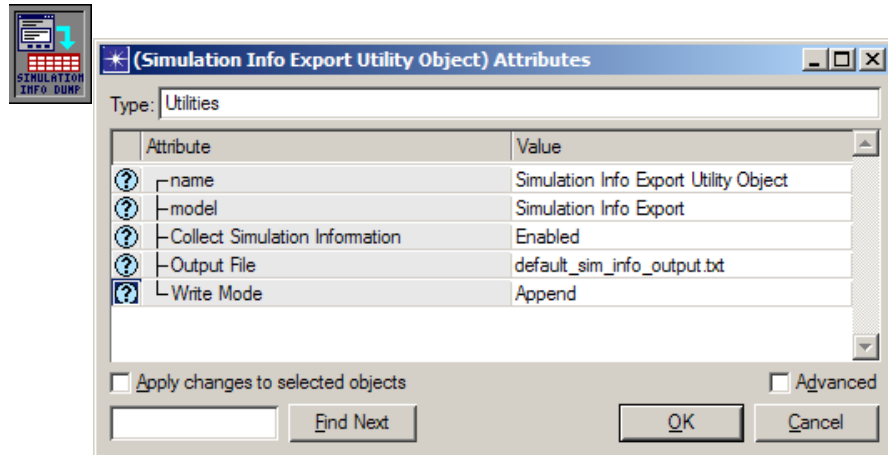 SIMULATION
INFO DUMP
(Simulation Info Export Utility Object) Attributes
Type: Utilities
Attribute Value
name Simulation Info Export Utility Object
model Simulation Info Export
Collect Simulation Information Enabled
Output File default_sim_info_output.txt
Write Mode Append
Apply changes to selected objects Advanced
Find Next OK Cancel